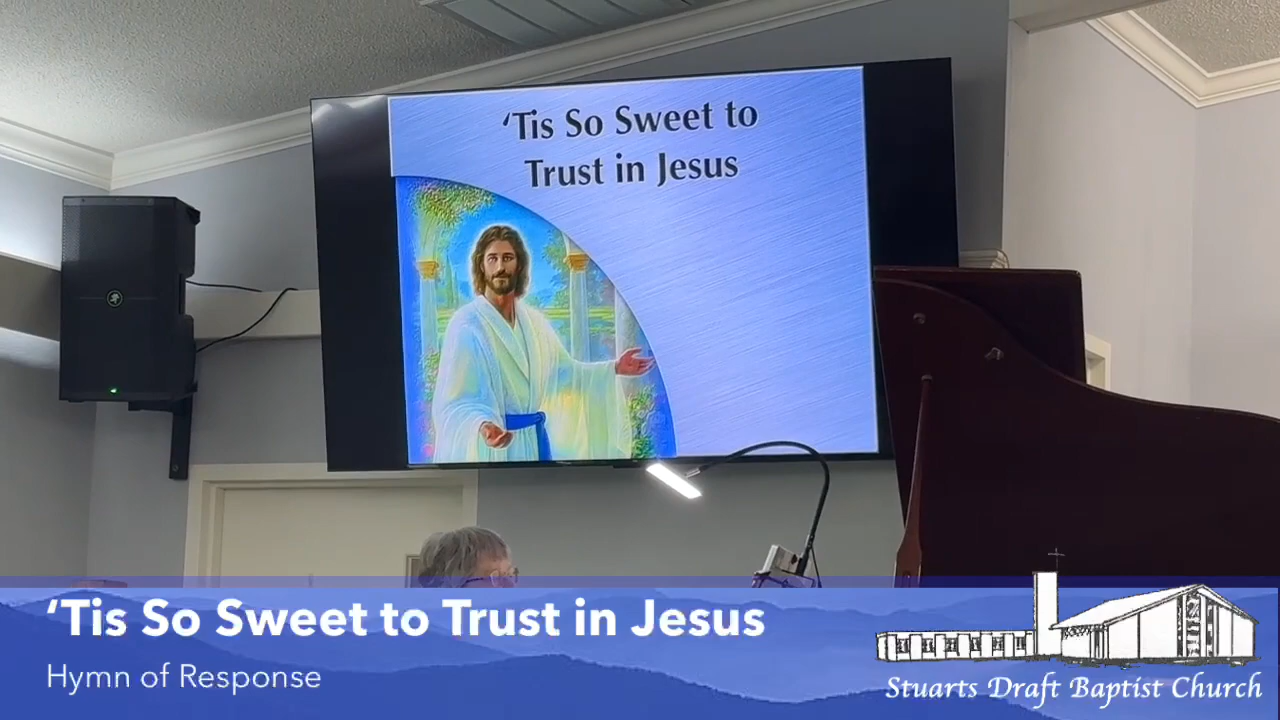 ‘Tis So Sweet to
Trust in Jesus
‘Tis So Sweet to Trust in Jesus
Hymn of Response
Stuarts Draft Baptist Church